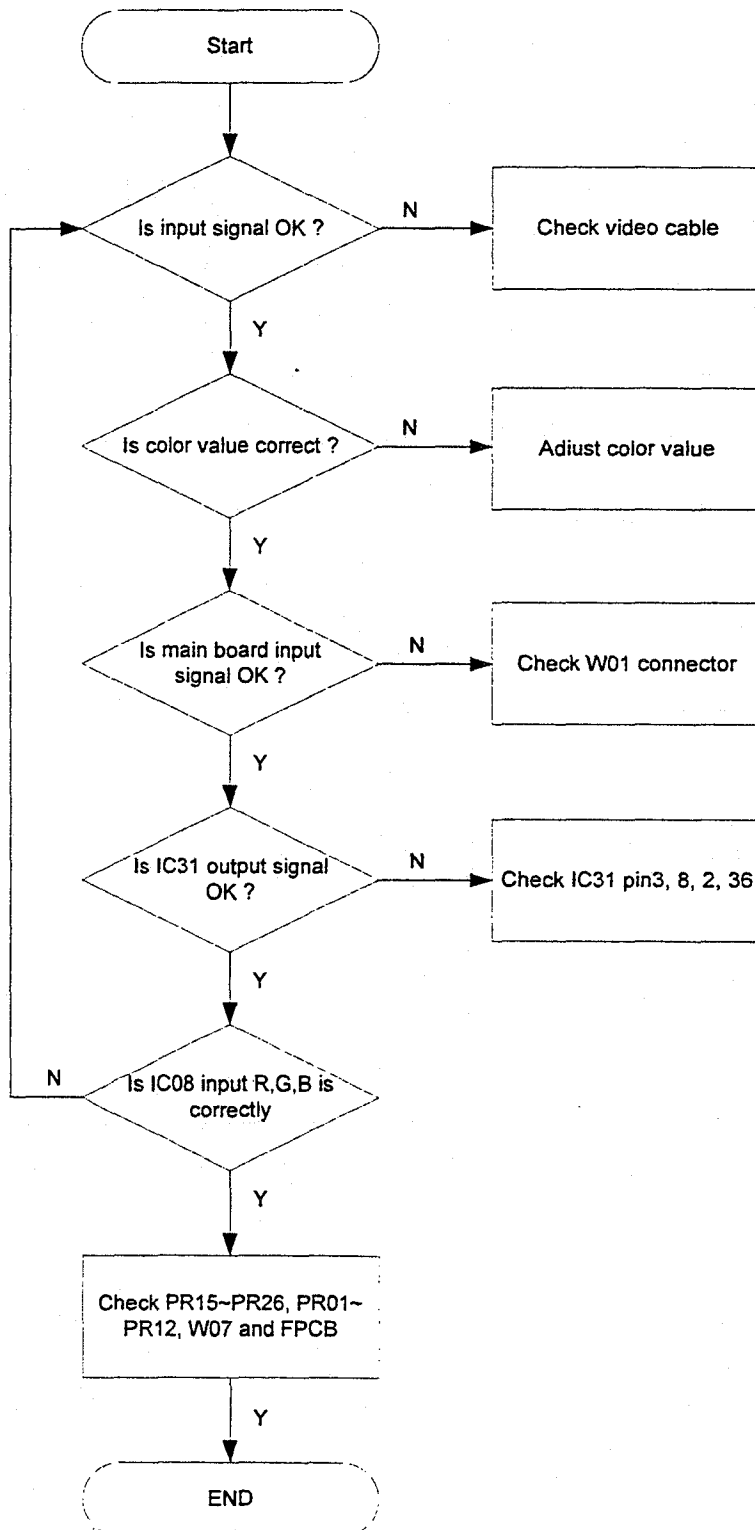 Start
Is input signal OK ?
N
Check video cable
Y
Is color value correct ?
N
Adiust color value
Y
Is main board input
signal OK ?
N
Check W01 connector
Y
Is IC31 output signal
OK ?
N
Check IC31 pin3, 8, 2, 36
Y
N
Is IC08 input R,G,B is
correctly
Y
Check PR15~PR26, PR01~
PR12, W07 and FPCB
Y
END